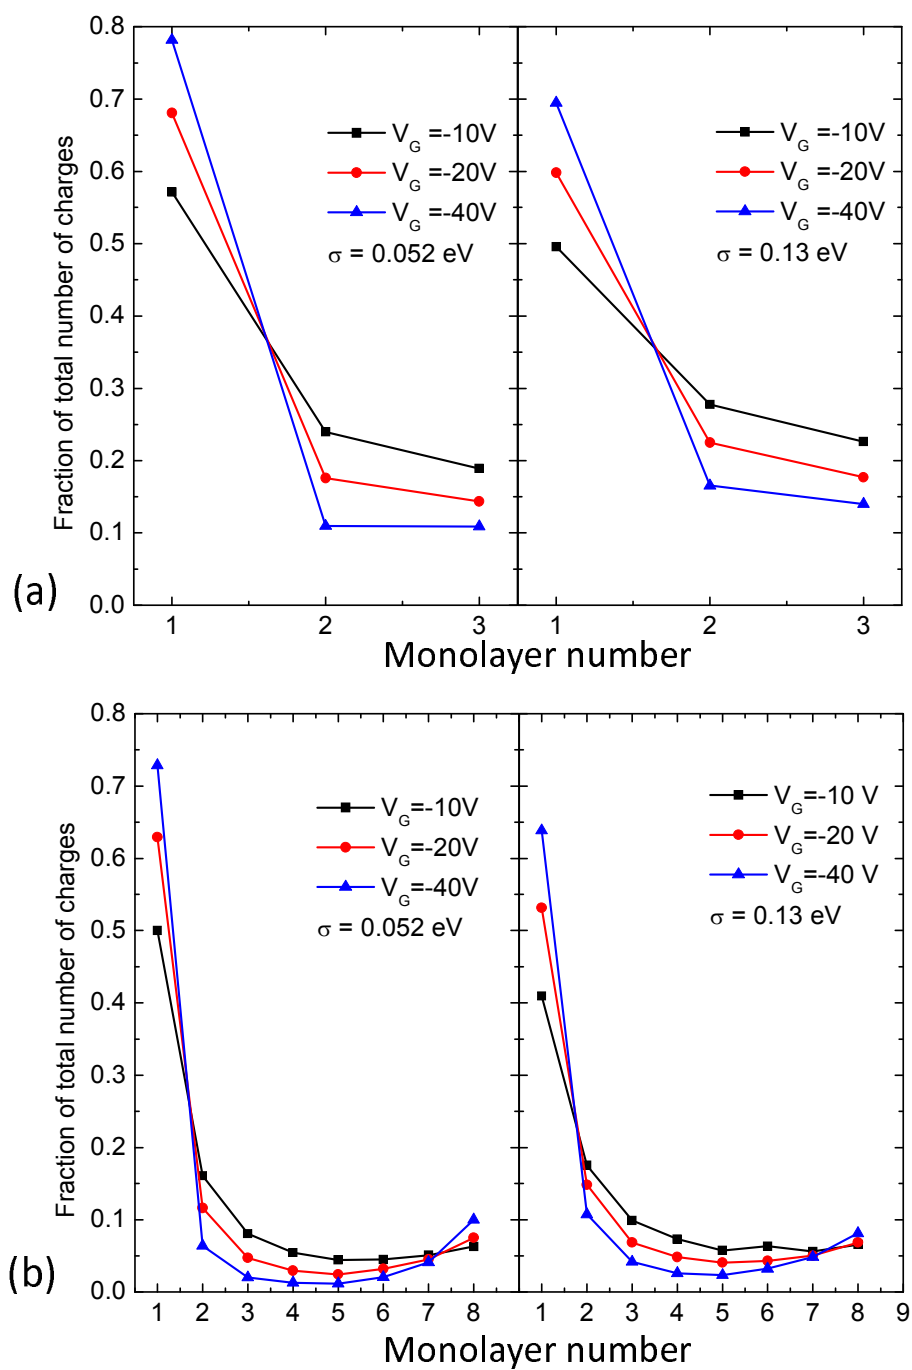 Fraction of total number of charges
0.8
0.7
0.6
0.5
0.4
0.3
0.2
0.1
0.0
V_G =-10V
V_G =-20V
V_G =-40V
σ = 0.052 eV
V_G =-10V
V_G =-20V
V_G =-40V
σ = 0.13 eV
(a)
1 2 3 1 2 3
Monolayer number
Fraction of total number of charges
0.8
0.7
0.6
0.5
0.4
0.3
0.2
0.1
0.0
V_G=-10V
V_G=-20V
V_G=-40V
σ = 0.052 eV
V_G=-10 V
V_G=-20 V
V_G=-40 V
σ = 0.13 eV
(b)
1 2 3 4 5 6 7 8 1 2 3 4 5 6 7 8 9
Monolayer number